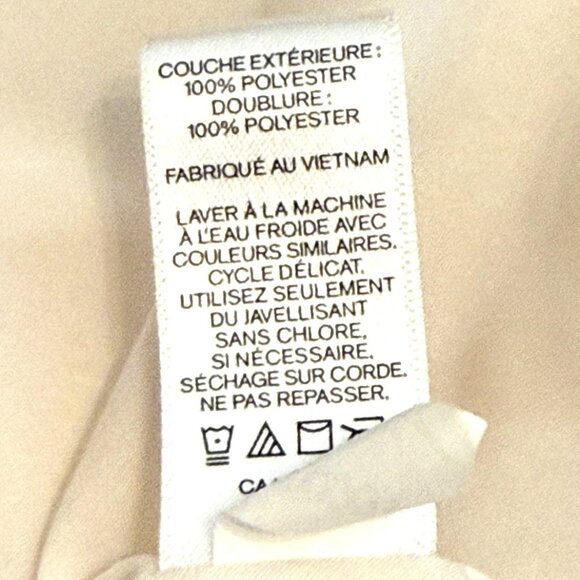 COUCHE EXTÉRIEURE :
100% POLYESTER
DOUBLURE :
100% POLYESTER
FABRIQUÉ AU VIETNAM
LAVER À LA MACHINE
À L'EAU FROIDE AVEC
COULEURS SIMILAIRES.
CYCLE DÉLICAT.
UTILISEZ SEULEMENT
DU JAVELLISANT
SANS CHLORE,
SI NÉCESSAIRE.
SÉCHAGE SUR CORDE.
NE PAS REPASSER.